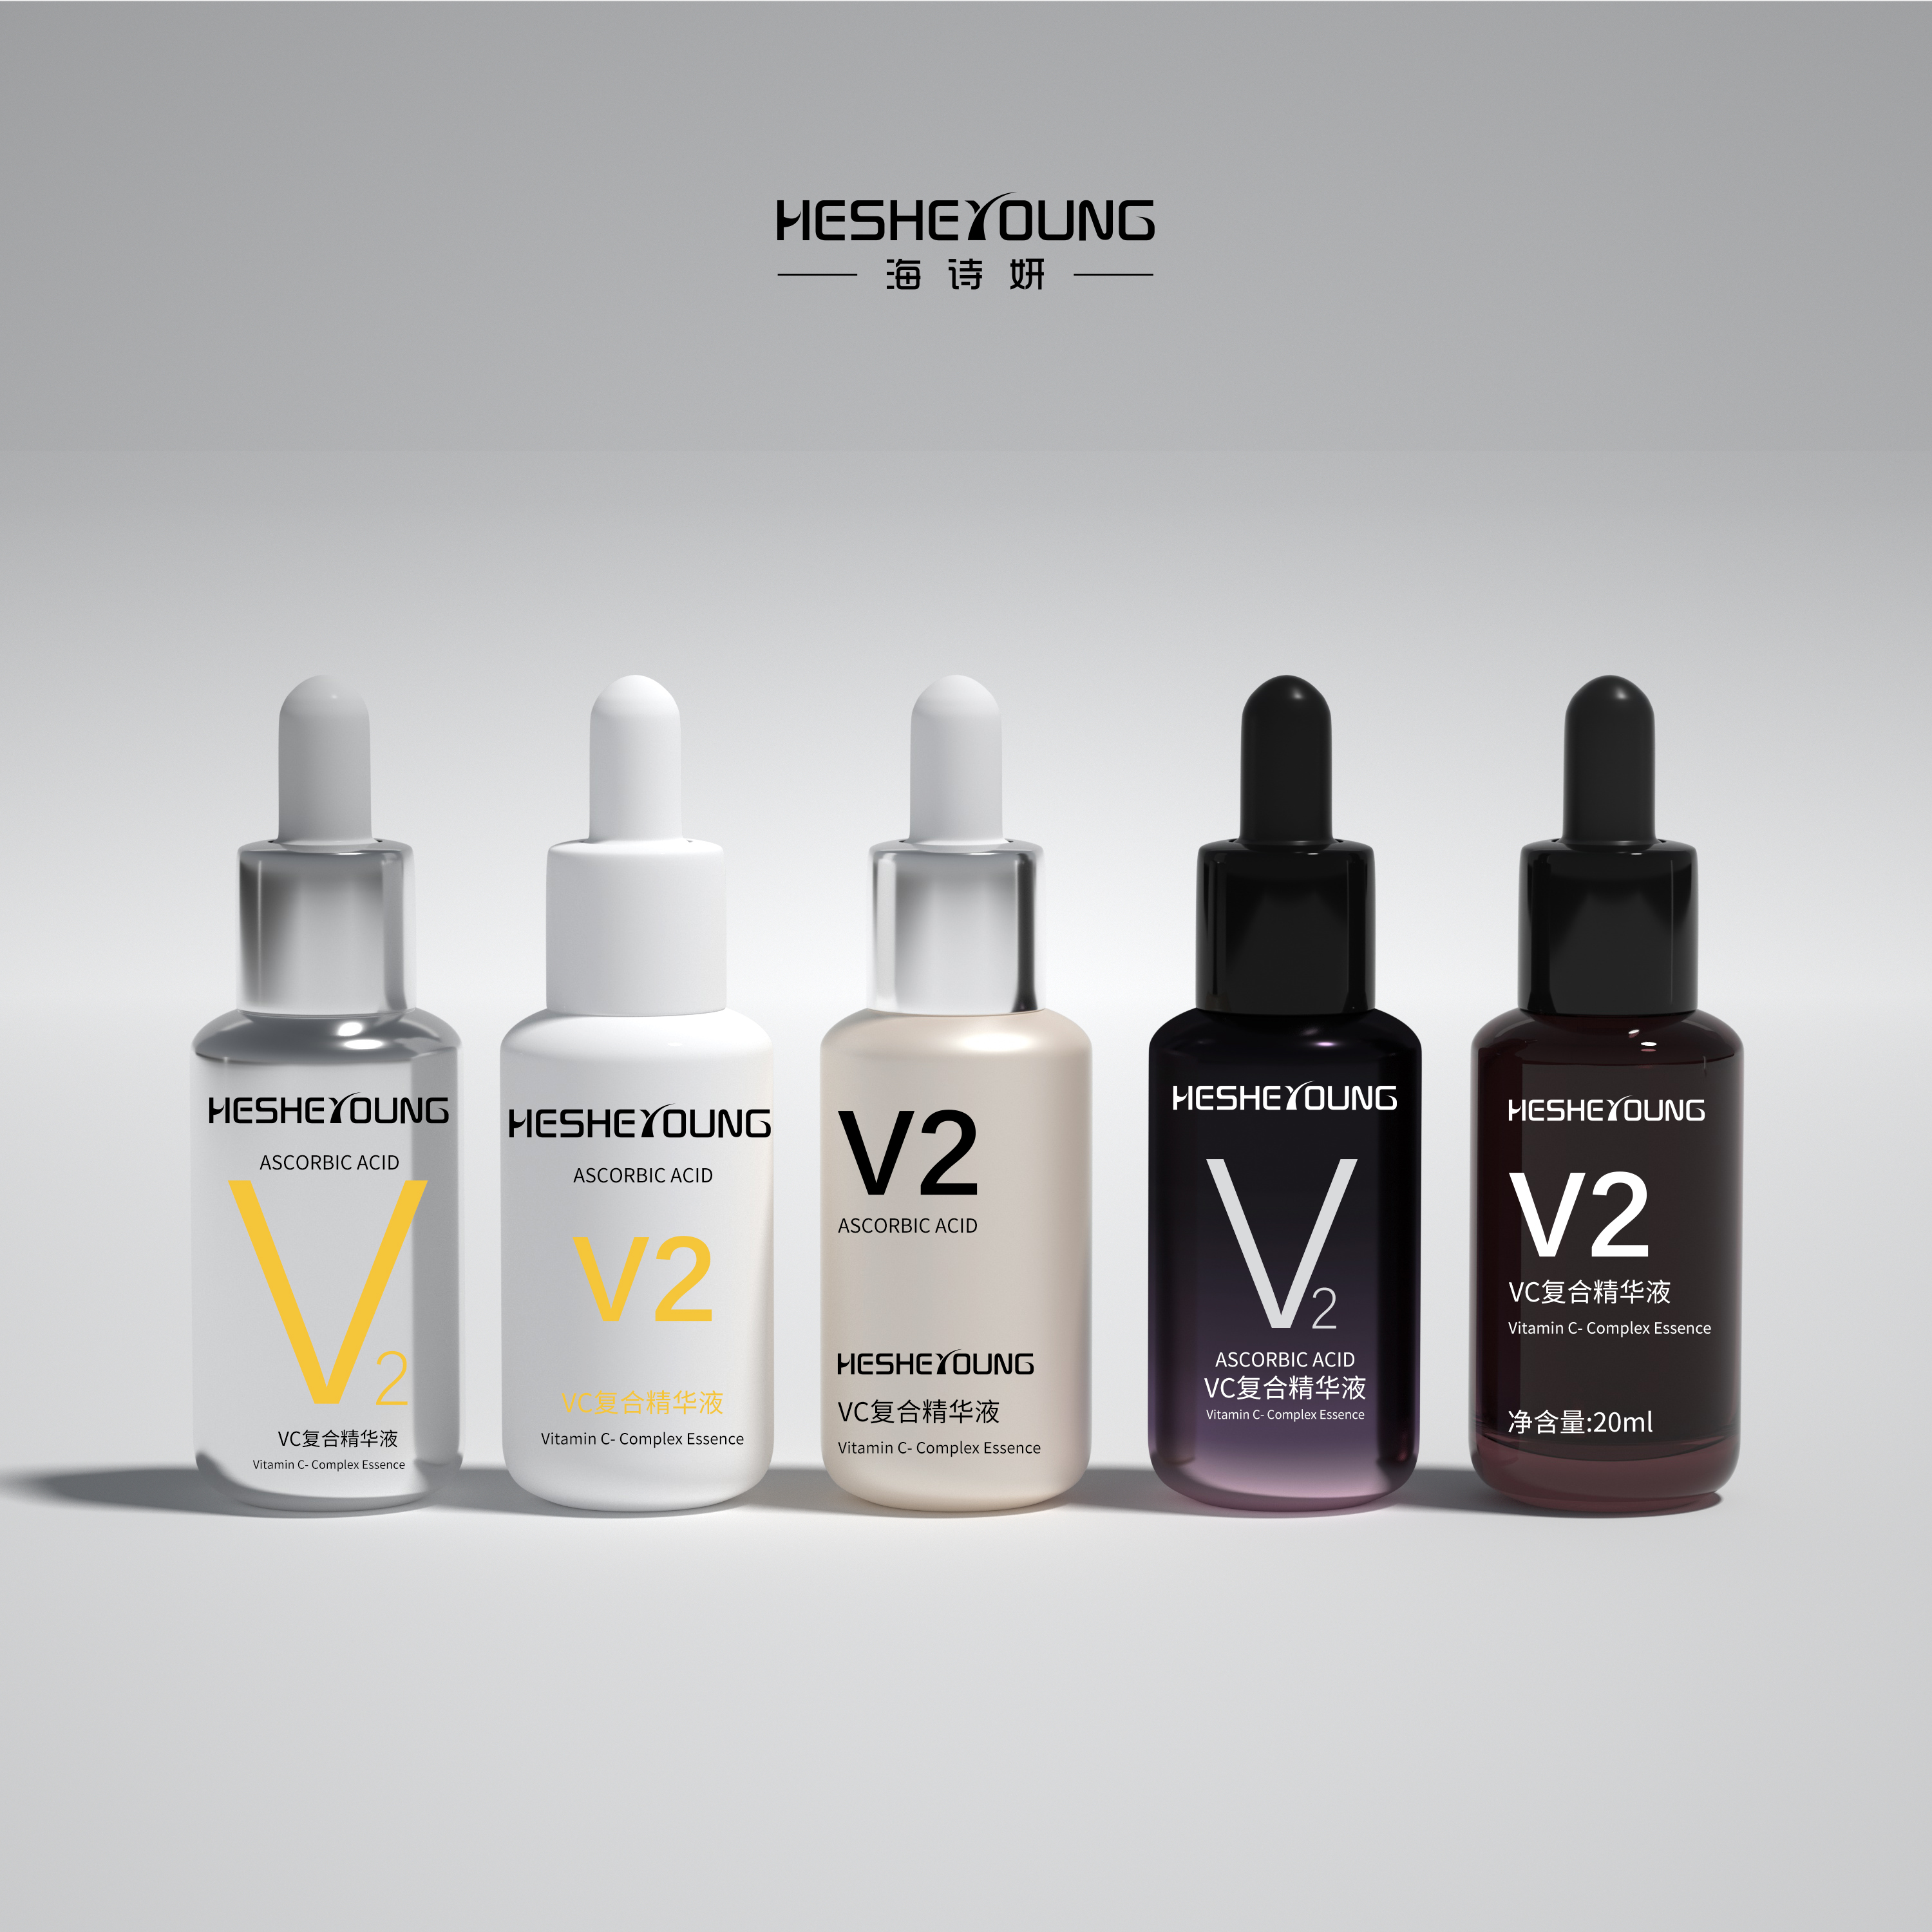 HESHEYOUNG
海诗妍
HESHEYOUNG
ASCORBIC ACID
V2
VC复合精华液
Vitamin C- Complex Essence
HESHEYOUNG
ASCORBIC ACID
V2
VC复合精华液
Vitamin C- Complex Essence
V2
ASCORBIC ACID
HESHEYOUNG
VC复合精华液
Vitamin C- Complex Essence
HESHEYOUNG
V2
ASCORBIC ACID
VC复合精华液
Vitamin C- Complex Essence
HESHEYOUNG
V2
VC复合精华液
Vitamin C- Complex Essence
净含量:20ml